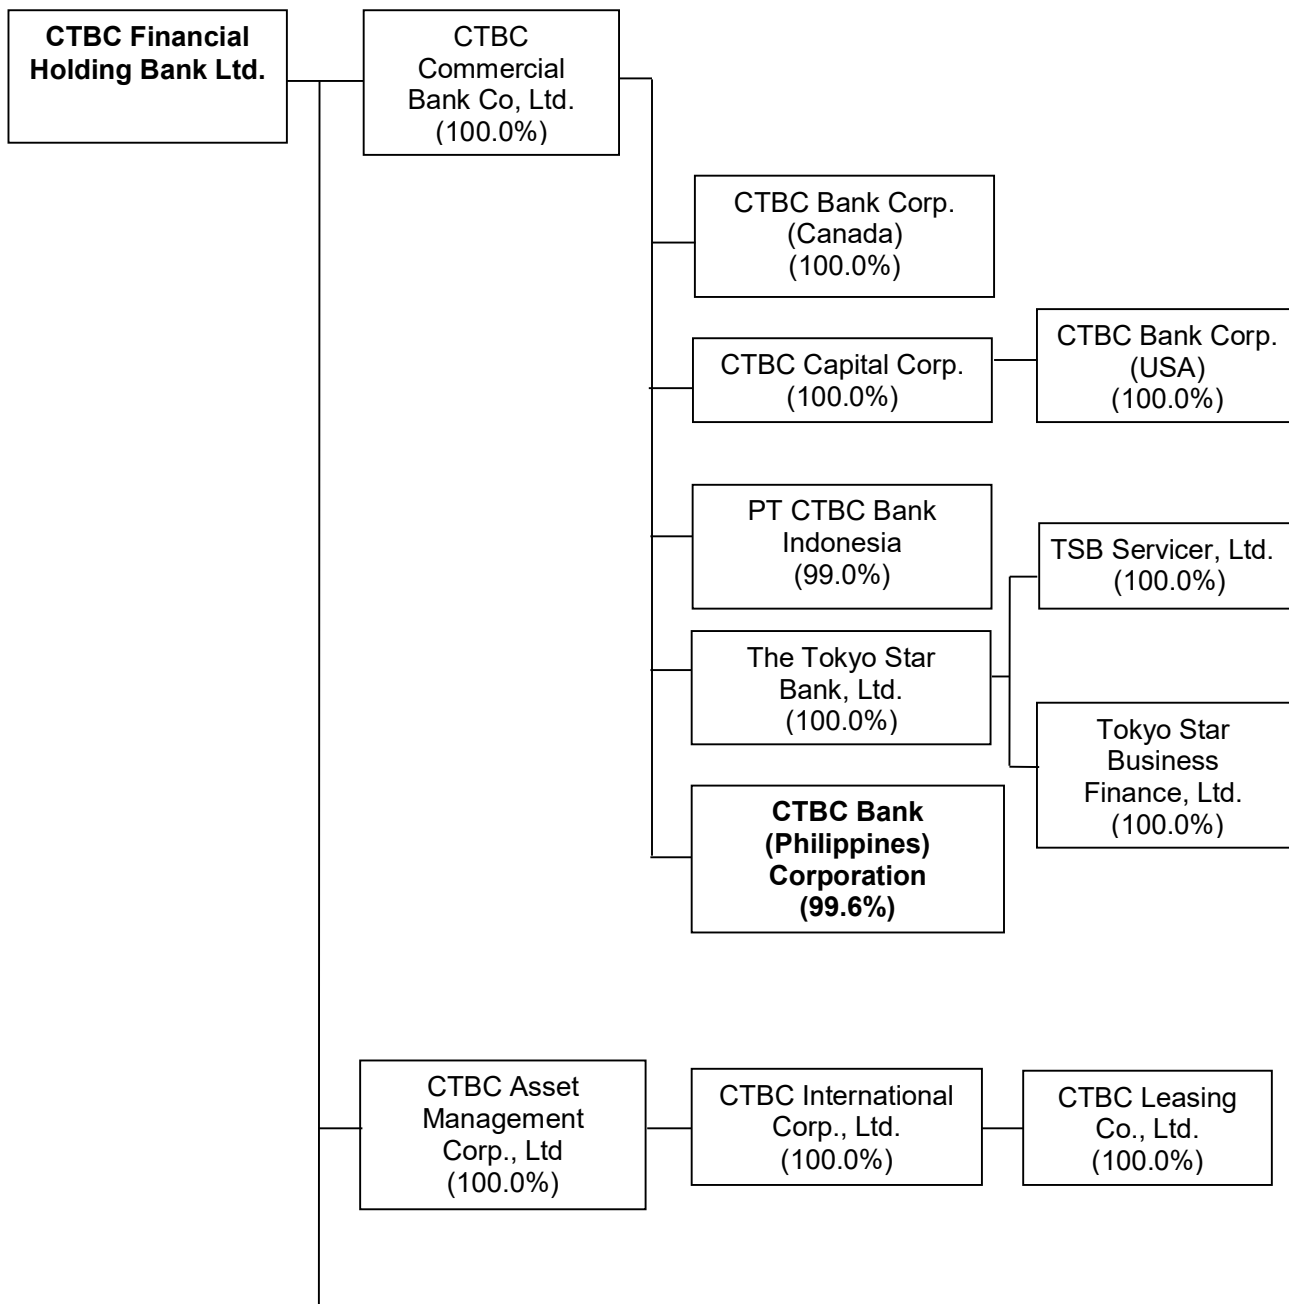 CTBC Financial
Holding Bank Ltd.
CTBC
Commercial
Bank Co, Ltd.
(100.0%)
CTBC Bank Corp.
(Canada)
(100.0%)
CTBC Capital Corp.
(100.0%)
CTBC Bank Corp.
(USA)
(100.0%)
PT CTBC Bank
Indonesia
(99.0%)
TSB Servicer, Ltd.
(100.0%)
The Tokyo Star
Bank, Ltd.
(100.0%)
Tokyo Star
Business
Finance, Ltd.
(100.0%)
CTBC Bank
(Philippines)
Corporation
(99.6%)
CTBC Asset
Management
Corp., Ltd
(100.0%)
CTBC International
Corp., Ltd.
(100.0%)
CTBC Leasing
Co., Ltd.
(100.0%)